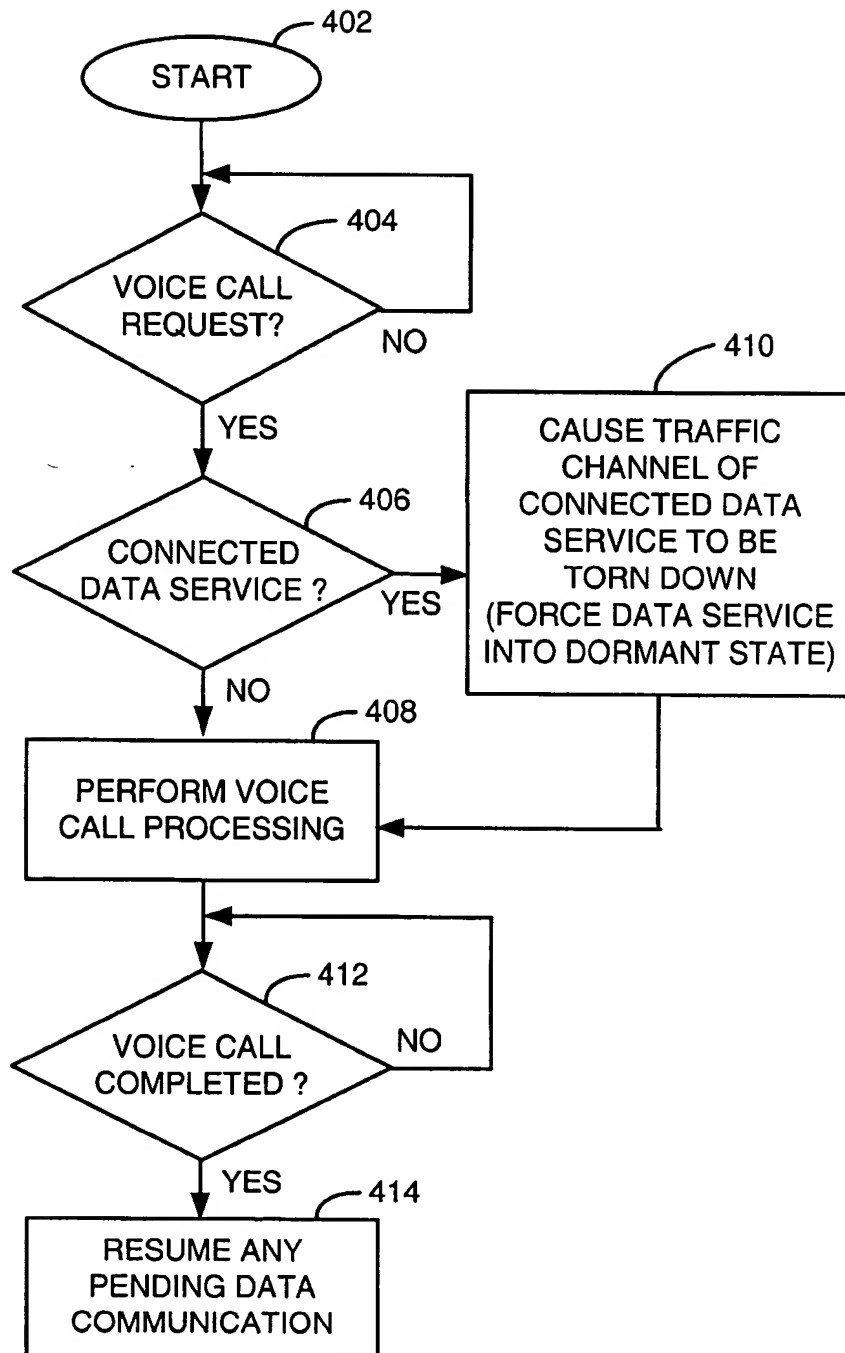 402
START
404
VOICE CALL
REQUEST?
NO
YES
410
CAUSE TRAFFIC
CHANNEL OF
CONNECTED DATA
SERVICE TO BE
TORN DOWN
(FORCE DATA SERVICE
INTO DORMANT STATE)
406
CONNECTED
DATA SERVICE ?
YES
NO
408
PERFORM VOICE
CALL PROCESSING
412
VOICE CALL
COMPLETED ?
NO
YES
414
RESUME ANY
PENDING DATA
COMMUNICATION